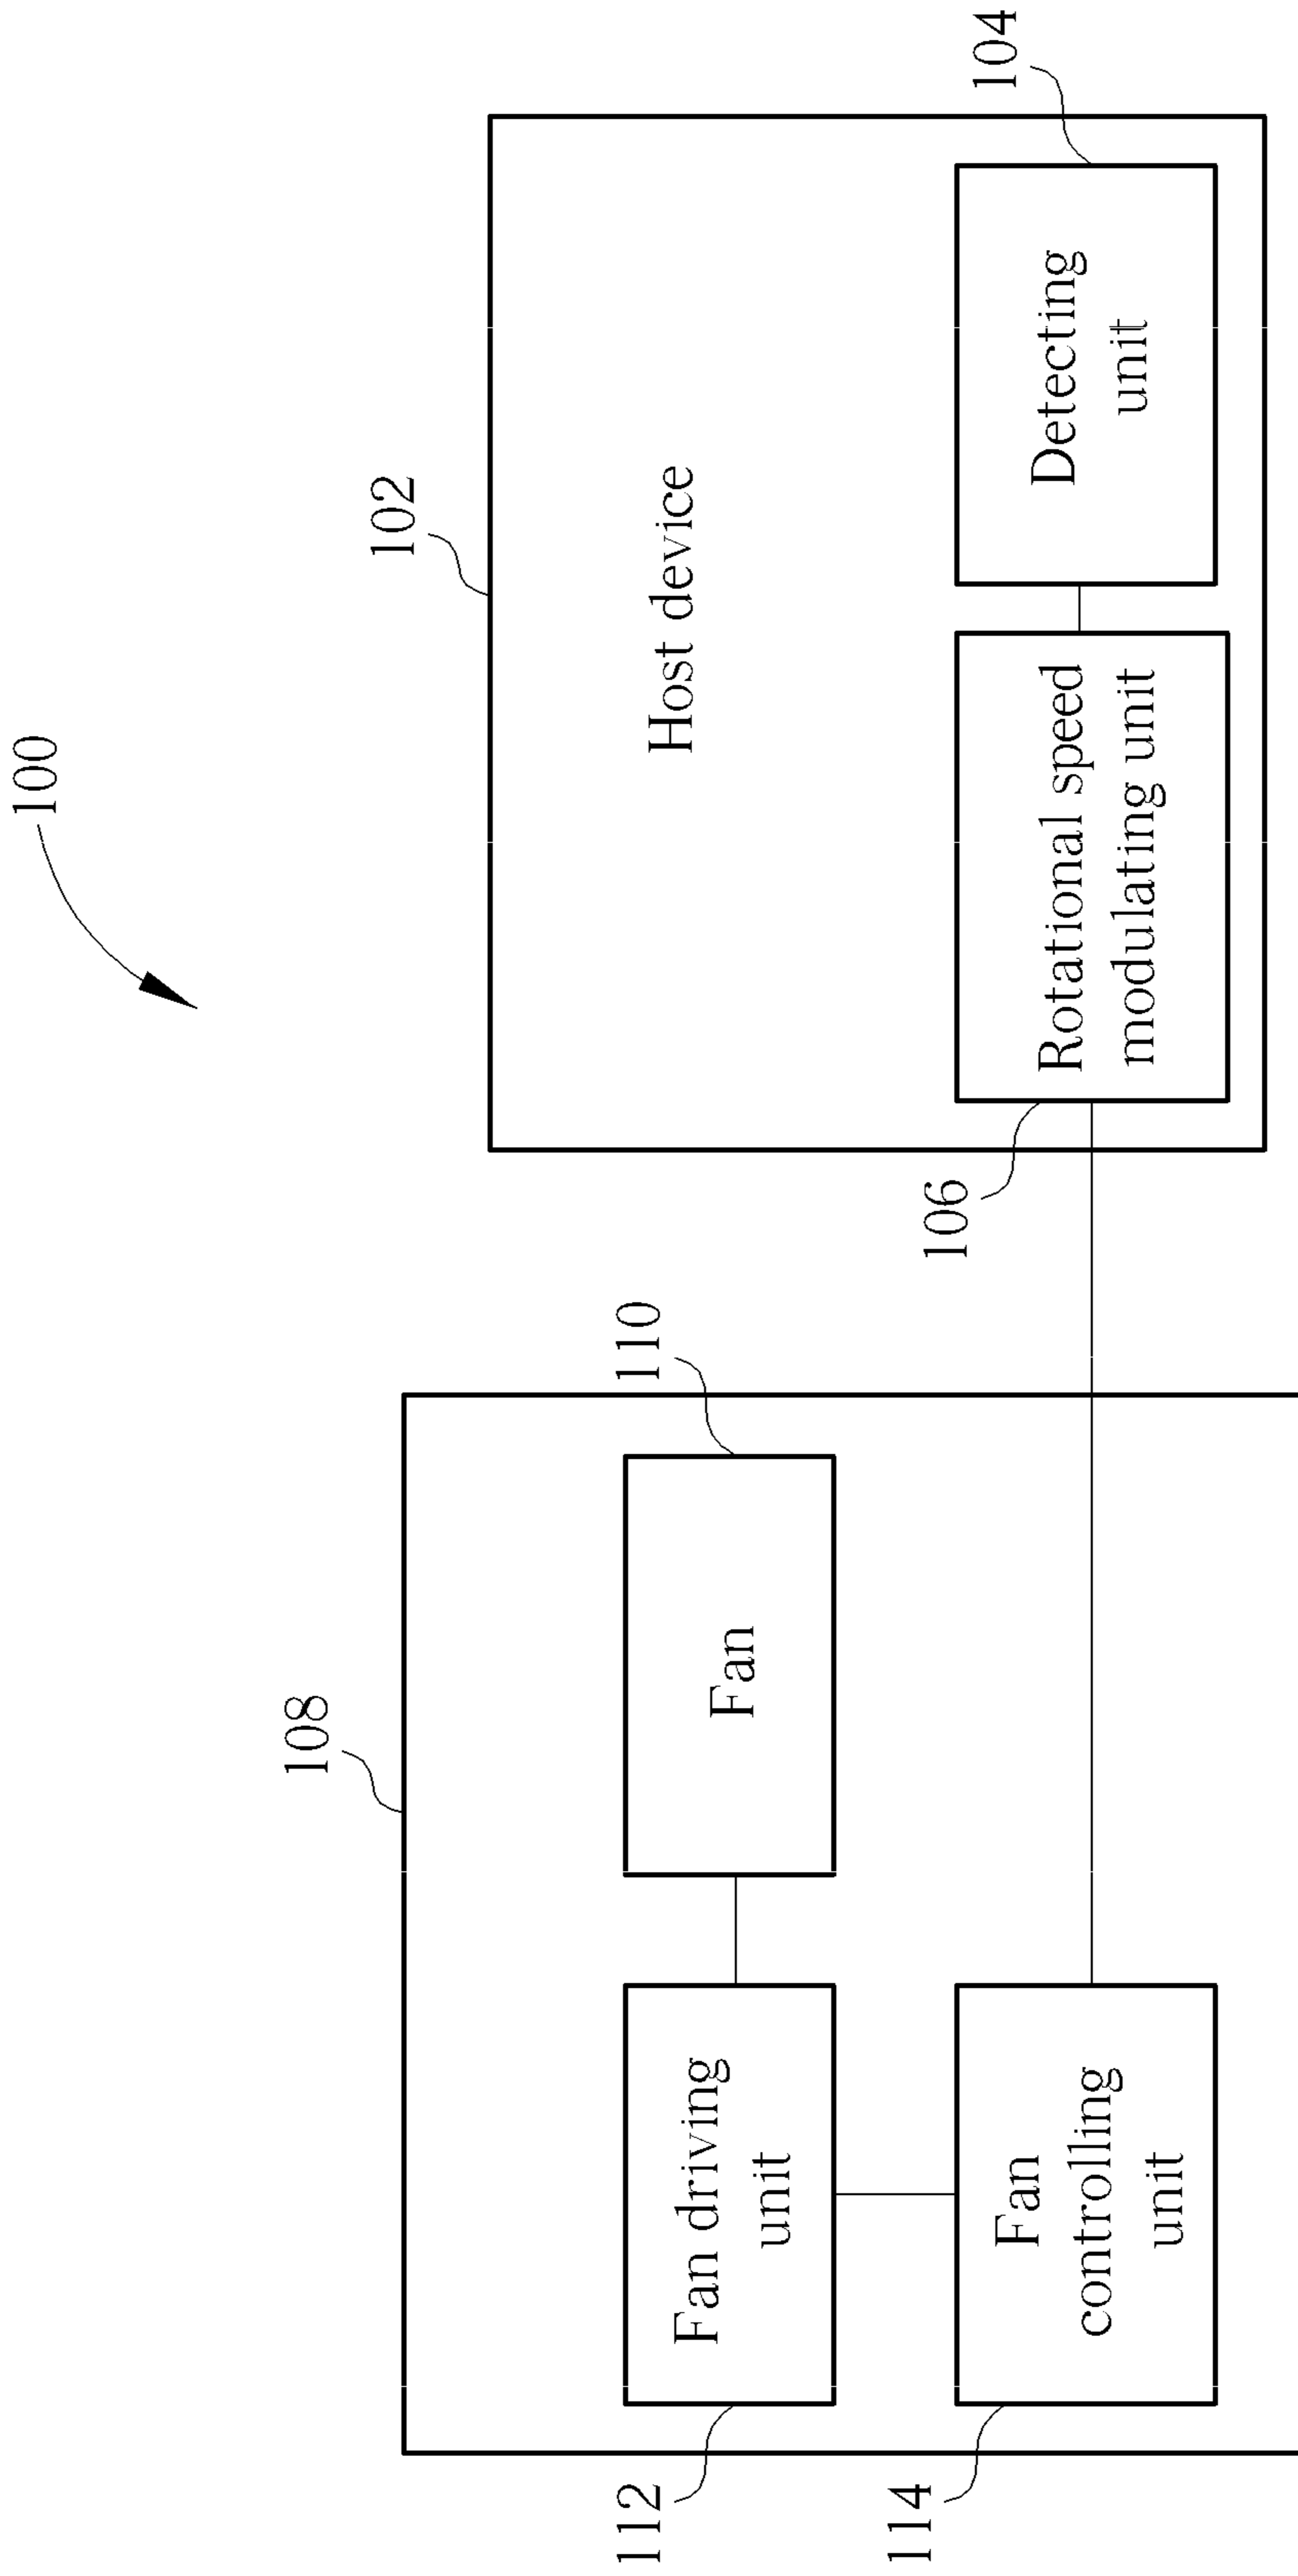 100
108
102
110
Fan
Host device
112
Fan driving
unit
106
104
114
Fan
controlling
unit
Rotational speed
modulating unit
Detecting
unit